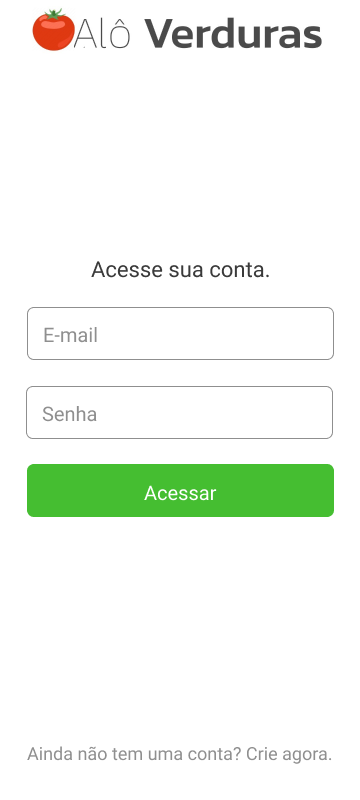 Alô Verduras
Acesse sua conta.
E-mail
Senha
Acessar
Ainda não tem uma conta? Crie agora.